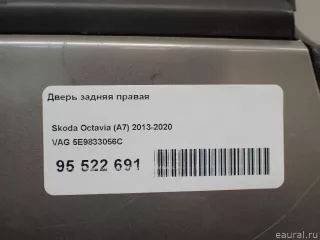 Дверь задняя правая
Skoda Octavia (A7) 2013-2020
VAG 5E9833056C
95 522 691
eaural.ru